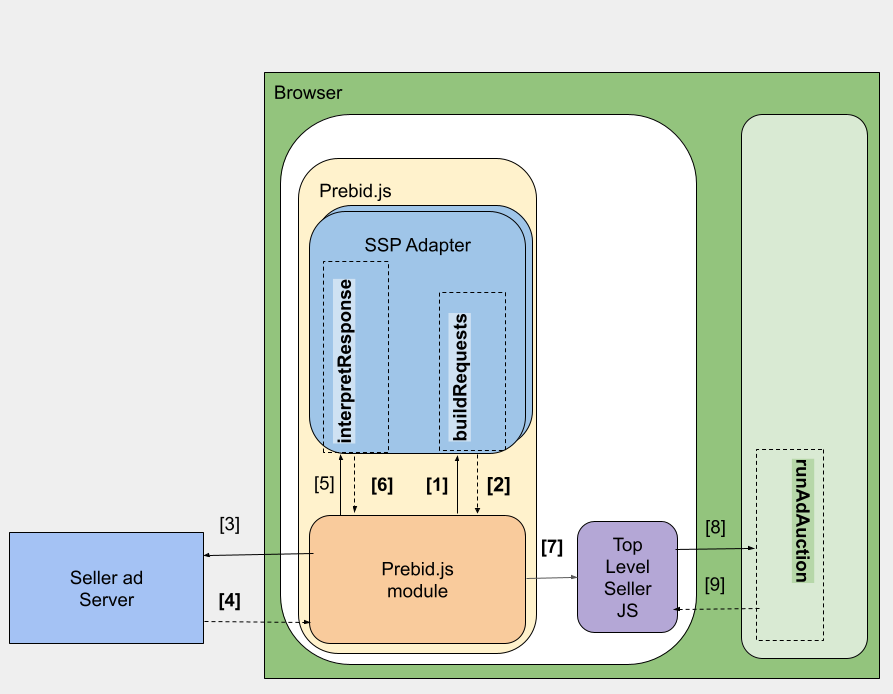 Browser
Prebid.js
SSP Adapter
interpretResponse
buildRequests
[5]
[6]
[1]
[2]
[3]
[4]
Seller ad
Server
Prebid.js
module
[7]
Top
Level
Seller
JS
[8]
[9]
runAdAuction